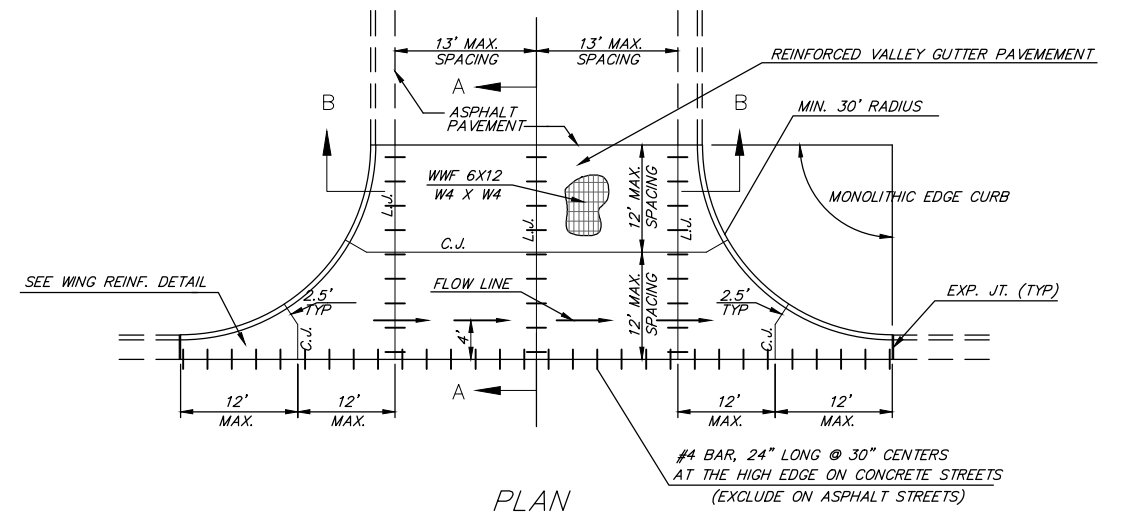 13' MAX.
SPACING
13' MAX.
SPACING
REINFORCED VALLEY GUTTER PAVEMEMENT
A
B
B
ASPHALT
PAVEMENT
MIN. 30' RADIUS
WWF 6X12
W4 X W4
12' MAX.
SPACING
MONOLITHIC EDGE CURB
L.J.
L.J.
L.J.
C.J.
SEE WING REINF. DETAIL
2.5'
TYP
FLOW LINE
12' MAX.
SPACING
2.5'
TYP
EXP. JT. (TYP)
C.J.
4'
C.J.
A
12'
MAX.
12'
MAX.
12'
MAX.
12'
MAX.
#4 BAR, 24" LONG @ 30" CENTERS
AT THE HIGH EDGE ON CONCRETE STREETS
(EXCLUDE ON ASPHALT STREETS)
PLAN